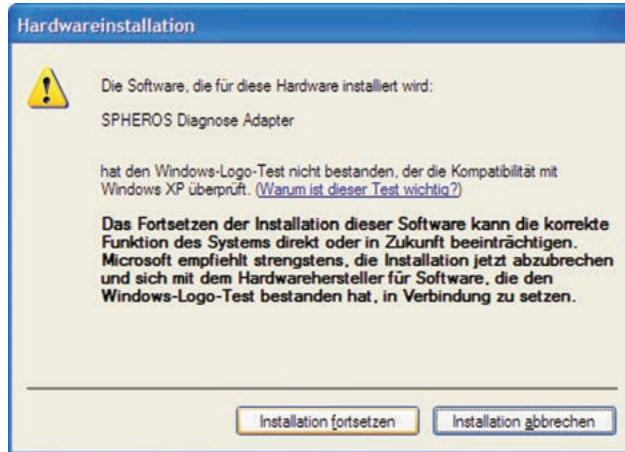 Hardwareinstallation
Die Software, die für diese Hardware installiert wird:
SPHEROS Diagnose Adapter
hat den Windows-Logo-Test nicht bestanden, der die Kompatibilität mit
Windows XP überprüft. (Warum ist dieser Test wichtig?)
Das Fortsetzen der Installation dieser Software kann die korrekte
Funktion des Systems direkt oder in Zukunft beeinträchtigen.
Microsoft empfiehlt strengstens, die Installation jetzt abzubrechen
und sich mit dem Hardwarehersteller für Software, die den
Windows-Logo-Test bestanden hat, in Verbindung zu setzen.
Installation fortsetzen Installation abbrechen